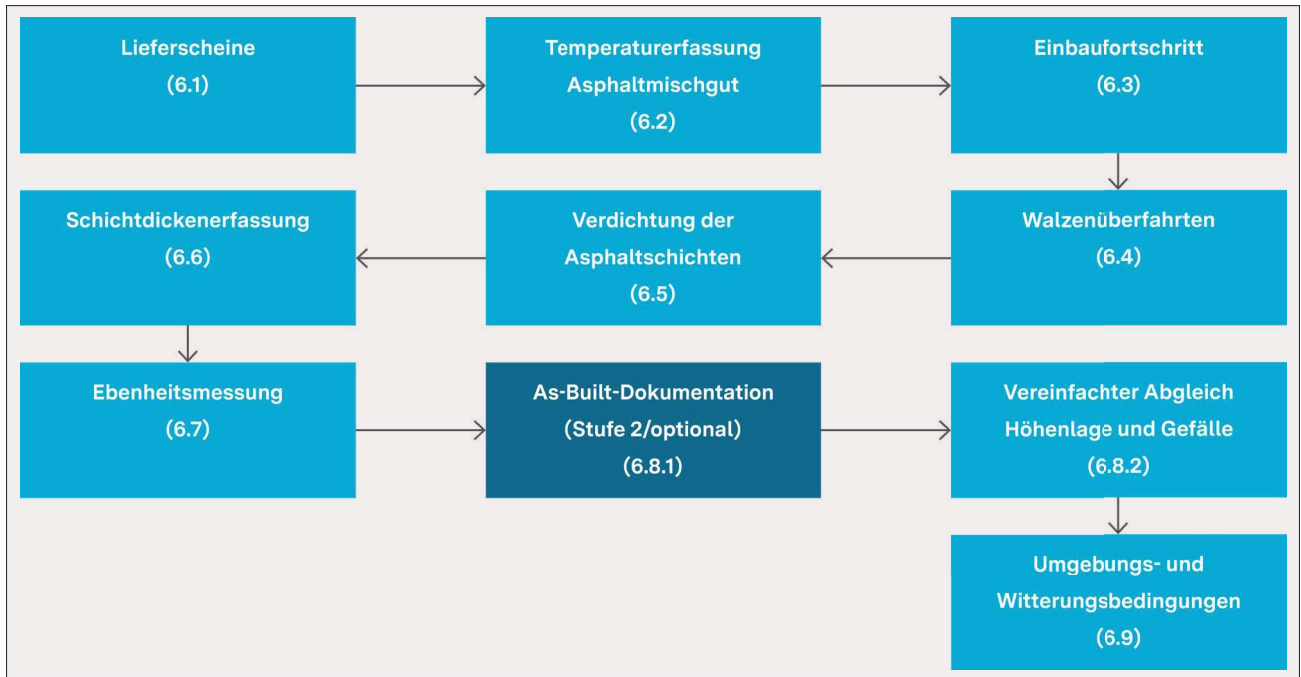 Lieferscheine
(6.1)
Temperaturerfassung
Asphaltmischgut
(6.2)
Einbaufortschritt
(6.3)
Walzenüberfahrten
(6.4)
Verdichtung der
Asphaltschichten
(6.5)
Schichtdickenerfassung
(6.6)
Ebenheitsmessung
(6.7)
As-Built-Dokumentation
(Stufe 2/optional)
(6.8.1)
Vereinfachter Abgleich
Höhenlage und Gefälle
(6.8.2)
Umgebungs- und
Witterungsbedingungen
(6.9)